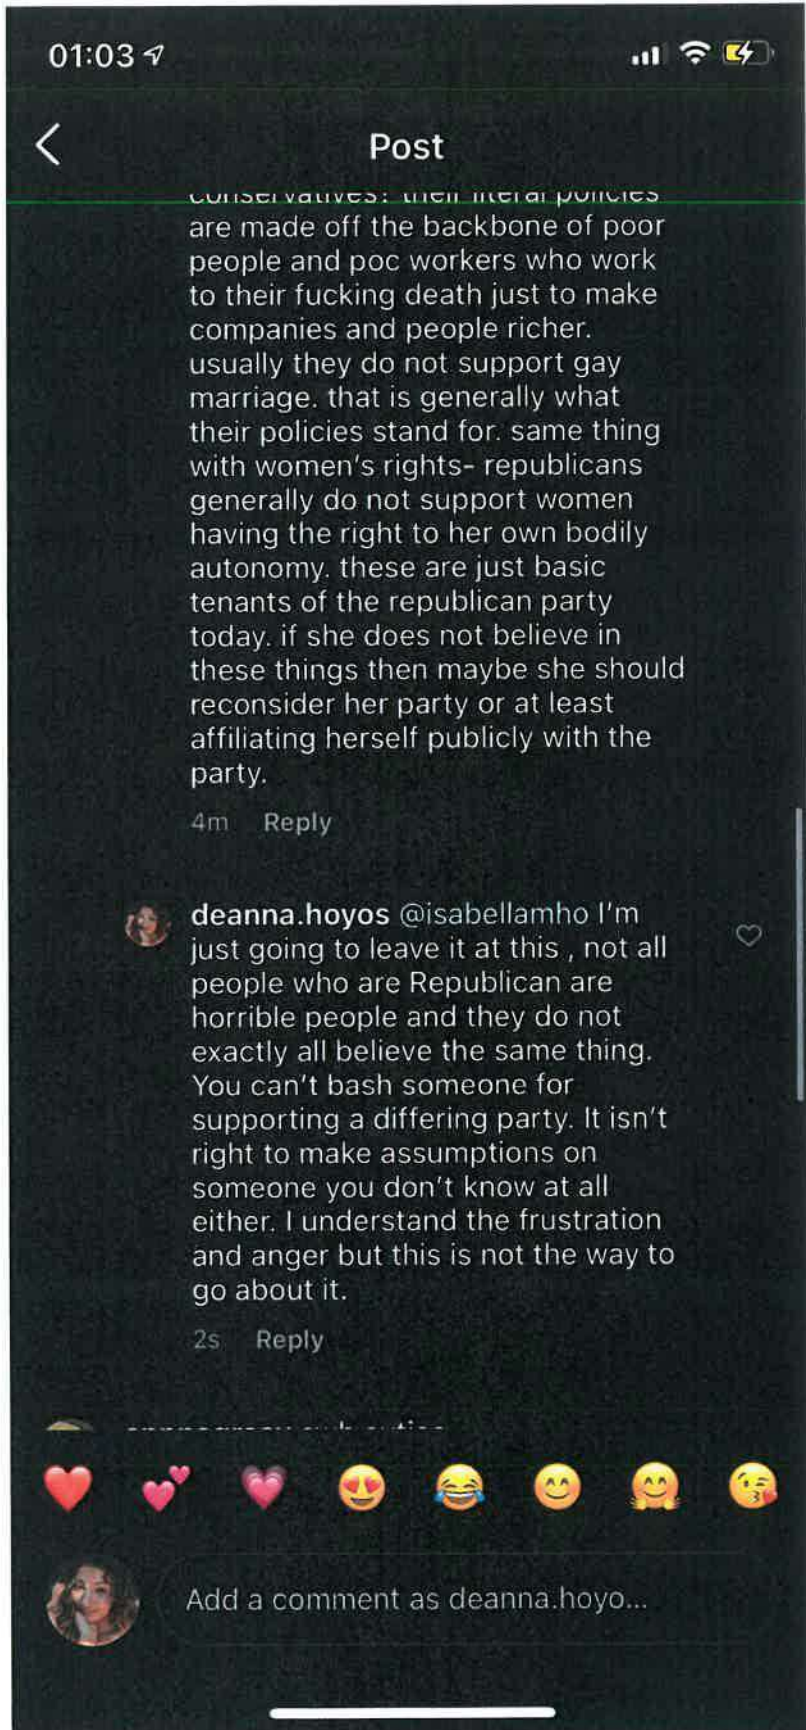 01:03
Post
conservatives? their literal policies
are made off the backbone of poor
people and poc workers who work
to their fucking death just to make
companies and people richer.
usually they do not support gay
marriage. that is generally what
their policies stand for. same thing
with women's rights- republicans
generally do not support women
having the right to her own bodily
autonomy. these are just basic
tenants of the republican party
today. if she does not believe in
these things then maybe she should
reconsider her party or at least
affiliating herself publicly with the
party.
4m Reply
deanna.hoyos @isabellamho I'm
just going to leave it at this , not all
people who are Republican are
horrible people and they do not
exactly all believe the same thing.
You can't bash someone for
supporting a differing party. It isn't
right to make assumptions on
someone you don't know at all
either. I understand the frustration
and anger but this is not the way to
go about it.
2s Reply
Add a comment as deanna.hoyo...